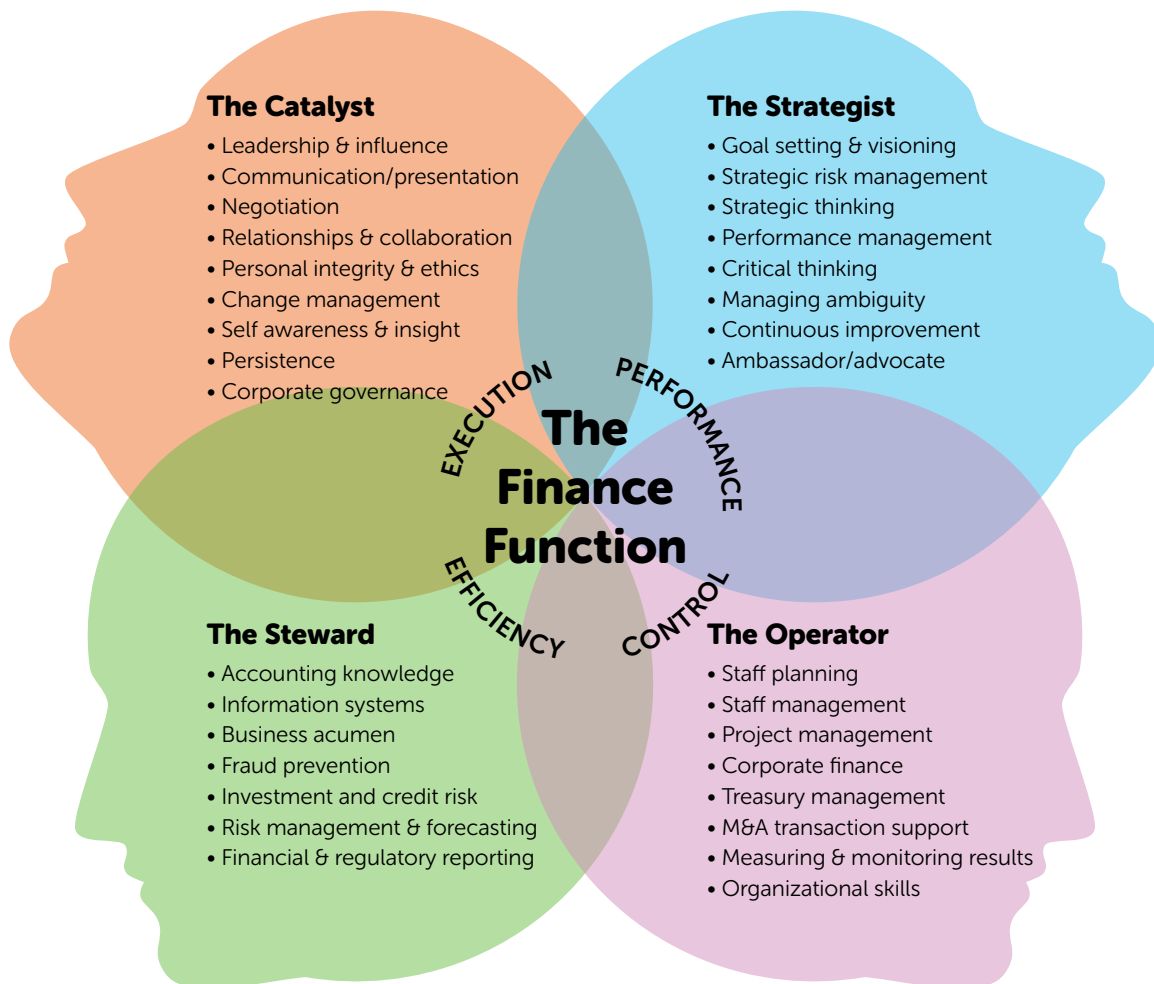 The Catalyst
• Leadership & influence
• Communication/presentation
• Negotiation
• Relationships & collaboration
• Personal integrity & ethics
• Change management
• Self awareness & insight
• Persistence
• Corporate governance
The Strategist
• Goal setting & visioning
• Strategic risk management
• Strategic thinking
• Performance management
• Critical thinking
• Managing ambiguity
• Continuous improvement
• Ambassador/advocate
EXECUTION
PERFORMANCE
The
Finance
Function
EFFICIENCY
CONTROL
The Steward
• Accounting knowledge
• Information systems
• Business acumen
• Fraud prevention
• Investment and credit risk
• Risk management & forecasting
• Financial & regulatory reporting
The Operator
• Staff planning
• Staff management
• Project management
• Corporate finance
• Treasury management
• M&A transaction support
• Measuring & monitoring results
• Organizational skills